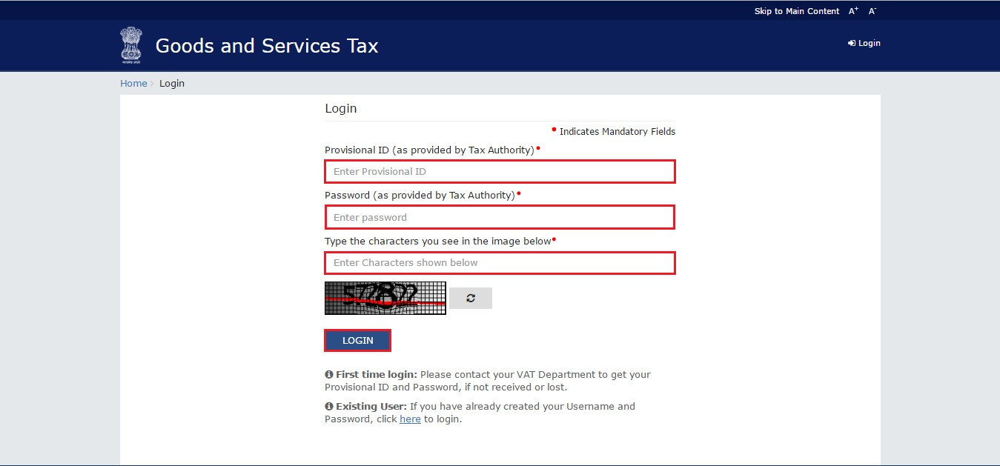 Skip to Main Content A+ A-
Goods and Services Tax
Login
Home Login
Login
Indicates Mandatory Fields
Provisional ID (as provided by Tax Authority)
Enter Provisional ID
Password (as provided by Tax Authority)
Enter password
Type the characters you see in the image below
Enter Characters shown below
LOGIN
First time login: Please contact your VAT Department to get your
Provisional ID and Password, if not received or lost.
Existing User: If you have already created your Username and
Password, click here to login.